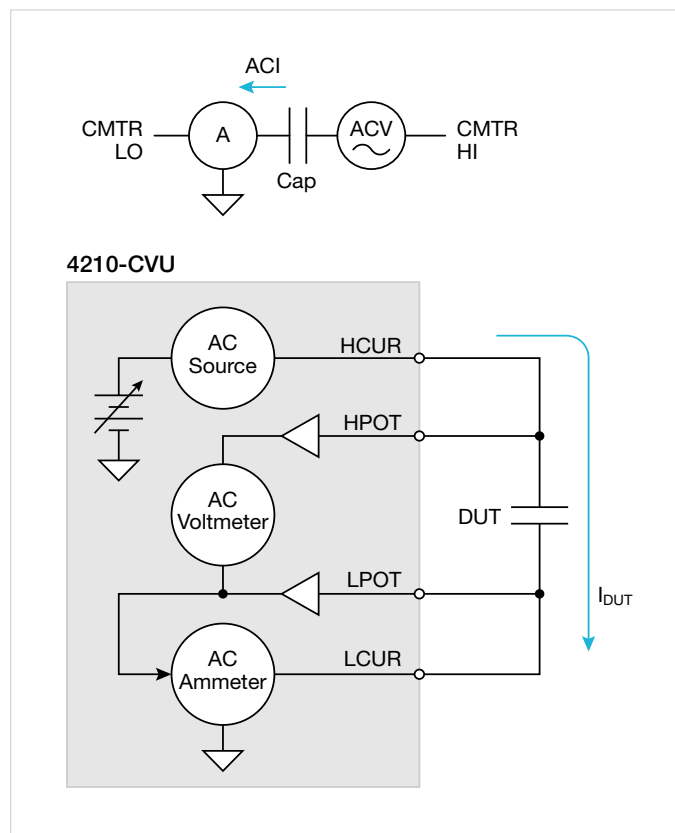 ACI
CMTR
LO
A
ACV
CMTR
HI
Cap
4210-CVU
AC
Source
HCUR
HPOT
AC
Voltmeter
DUT
LPOT
IDUT
AC
Ammeter
LCUR